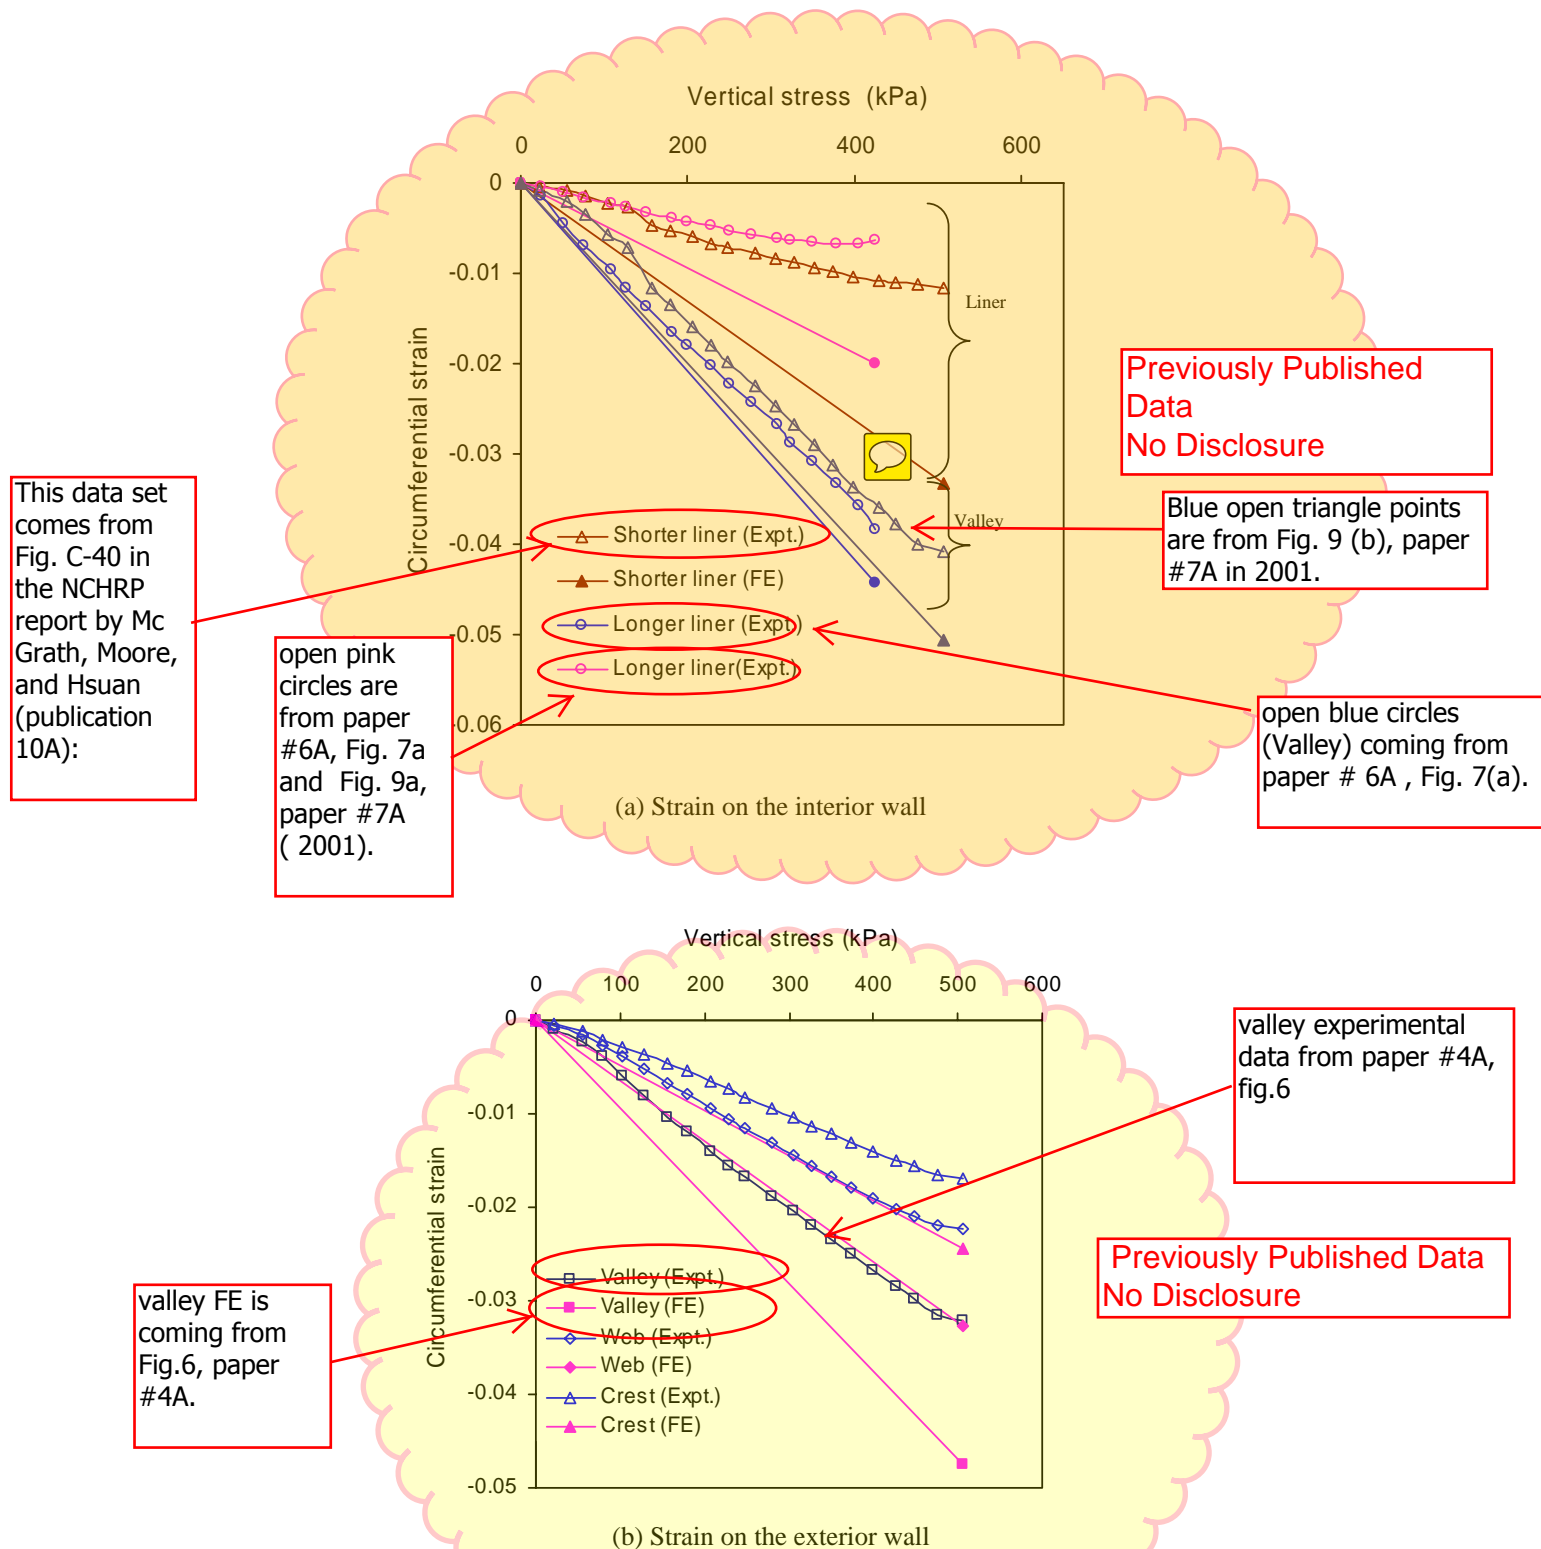 Vertical stress  (kPa)
0 200 400 600
0
-0.01
-0.02
-0.03
-0.04
-0.05
-0.06
Circumferential strain
Liner
Valley
Shorter liner (Expt.)
Shorter liner (FE)
Longer liner (Expt.)
Longer liner(Expt.)
(a) Strain on the interior wall
Previously Published
Data
No Disclosure
Blue open triangle points
are from Fig. 9 (b), paper
#7A in 2001.
This data set
comes from
Fig. C-40 in
the NCHRP
report by Mc
Grath, Moore,
and Hsuan
(publication
10A):
open pink
circles are
from paper
#6A, Fig. 7a
and  Fig. 9a,
paper #7A
( 2001).
open blue circles
(Valley) coming from
paper # 6A , Fig. 7(a).
Vertical stress (kPa)
0 100 200 300 400 500 600
0
-0.01
-0.02
-0.03
-0.04
-0.05
Circumferential strain
Valley (Expt.)
Valley (FE)
Web (Expt.)
Web (FE)
Crest (Expt.)
Crest (FE)
(b) Strain on the exterior wall
valley experimental
data from paper #4A,
fig.6
Previously Published Data
No Disclosure
valley FE is
coming from
Fig.6, paper
#4A.